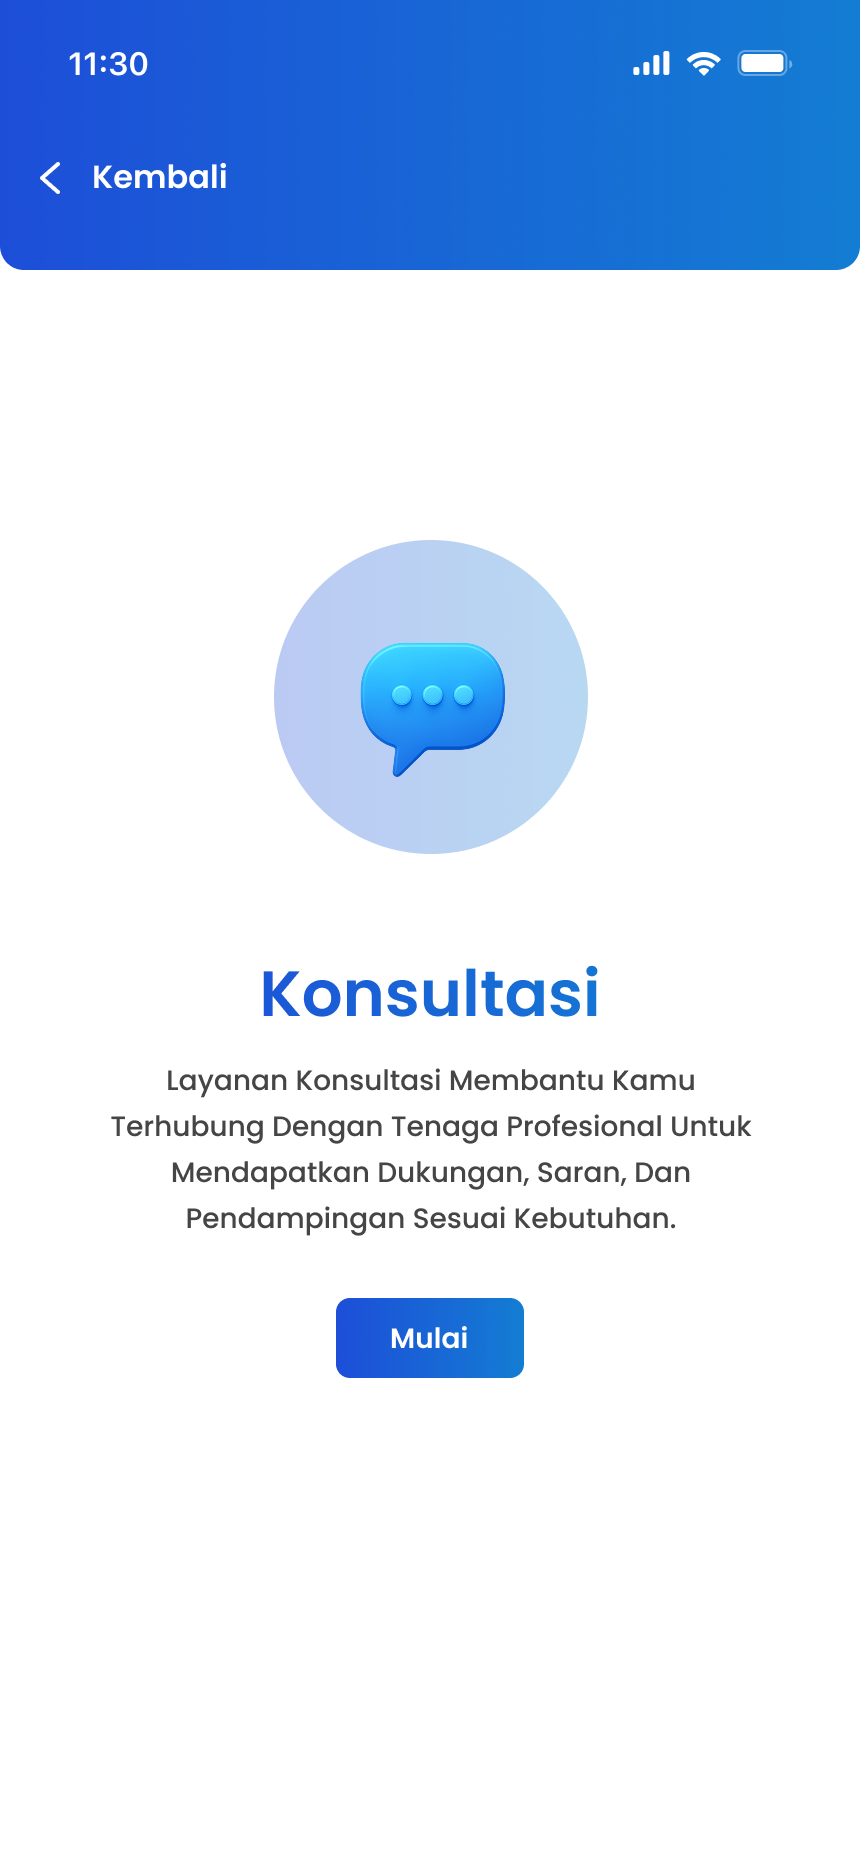 11:30
Kembali
Konsultasi
Layanan Konsultasi Membantu Kamu
Terhubung Dengan Tenaga Profesional Untuk
Mendapatkan Dukungan, Saran, Dan
Pendampingan Sesuai Kebutuhan.
Mulai